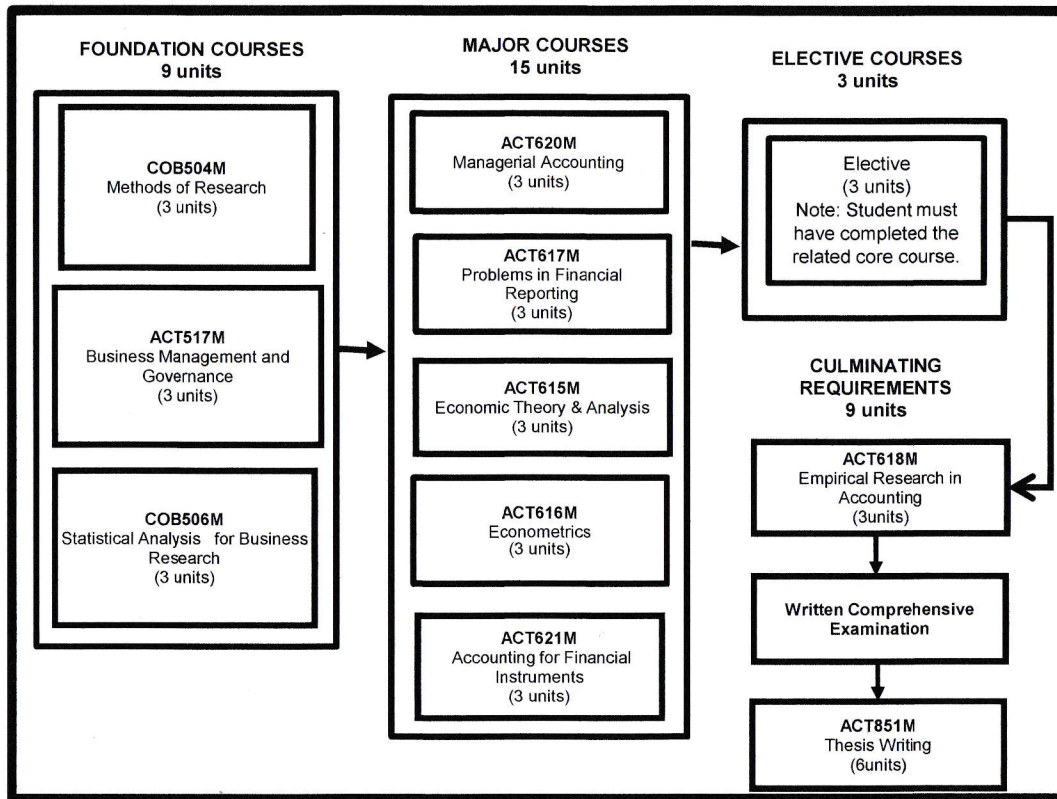 FOUNDATION COURSES
9 units
COB504M
Methods of Research
(3 units)
ACT517M
Business Management and
Governance
(3 units)
COB506M
Statistical Analysis for Business
Research
(3 units)
MAJOR COURSES
15 units
ACT620M
Managerial Accounting
(3 units)
ACT617M
Problems in Financial
Reporting
(3 units)
ACT615M
Economic Theory & Analysis
(3 units)
ACT616M
Econometrics
(3 units)
ACT621M
Accounting for Financial
Instruments
(3 units)
ELECTIVE COURSES
3 units
Elective
(3 units)
Note: Student must
have completed the
related core course.
CULMINATING
REQUIREMENTS
9 units
ACT618M
Empirical Research in
Accounting
(3units)
Written Comprehensive
Examination
ACT851M
Thesis Writing
(6units)